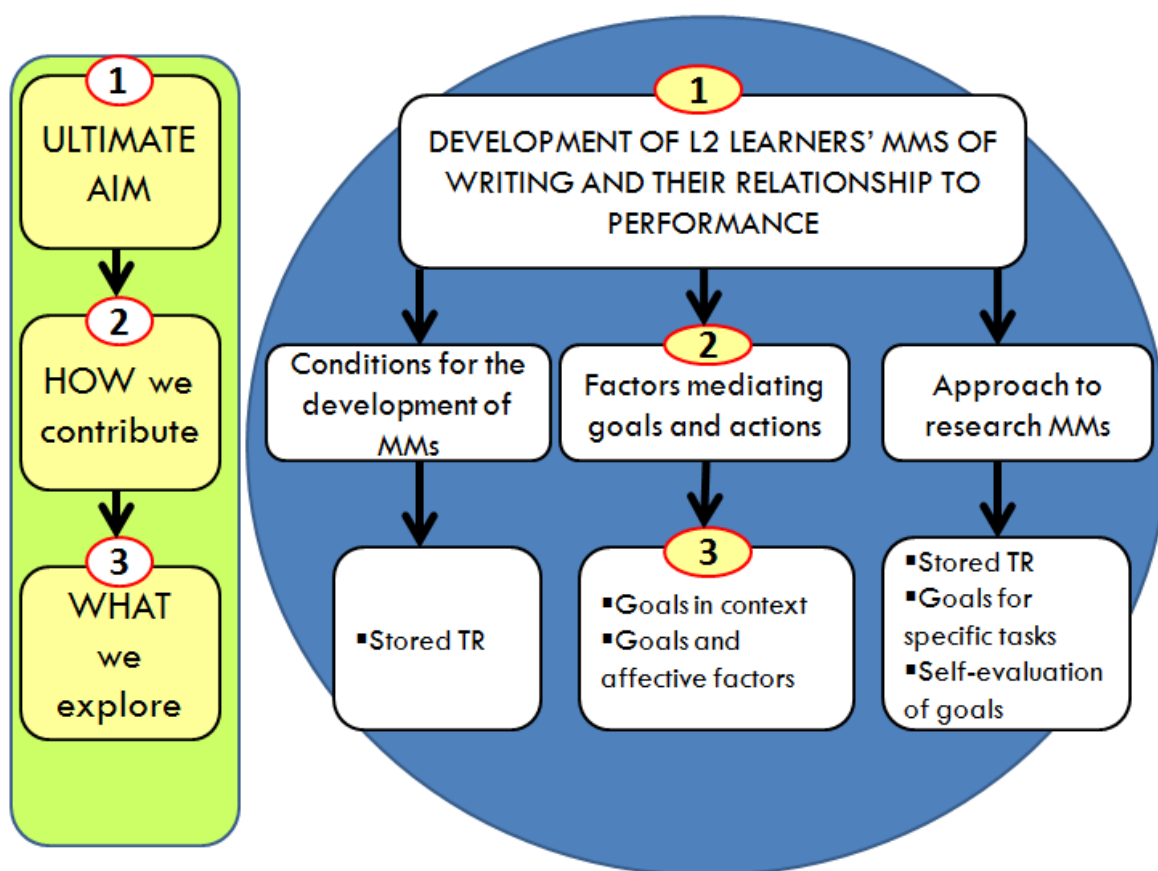 1
ULTIMATE
AIM
2
HOW we
contribute
3
WHAT
we
explore
1
DEVELOPMENT OF L2 LEARNERS' MMS OF
WRITING AND THEIR RELATIONSHIP TO
PERFORMANCE
Conditions for the
development of
MMs
2
Factors mediating
goals and actions
Approach to
research MMs
▪Stored TR
3
▪Goals in context
▪Goals and
affective factors
▪Stored TR
▪Goals for
specific tasks
▪Self-evaluation
of goals